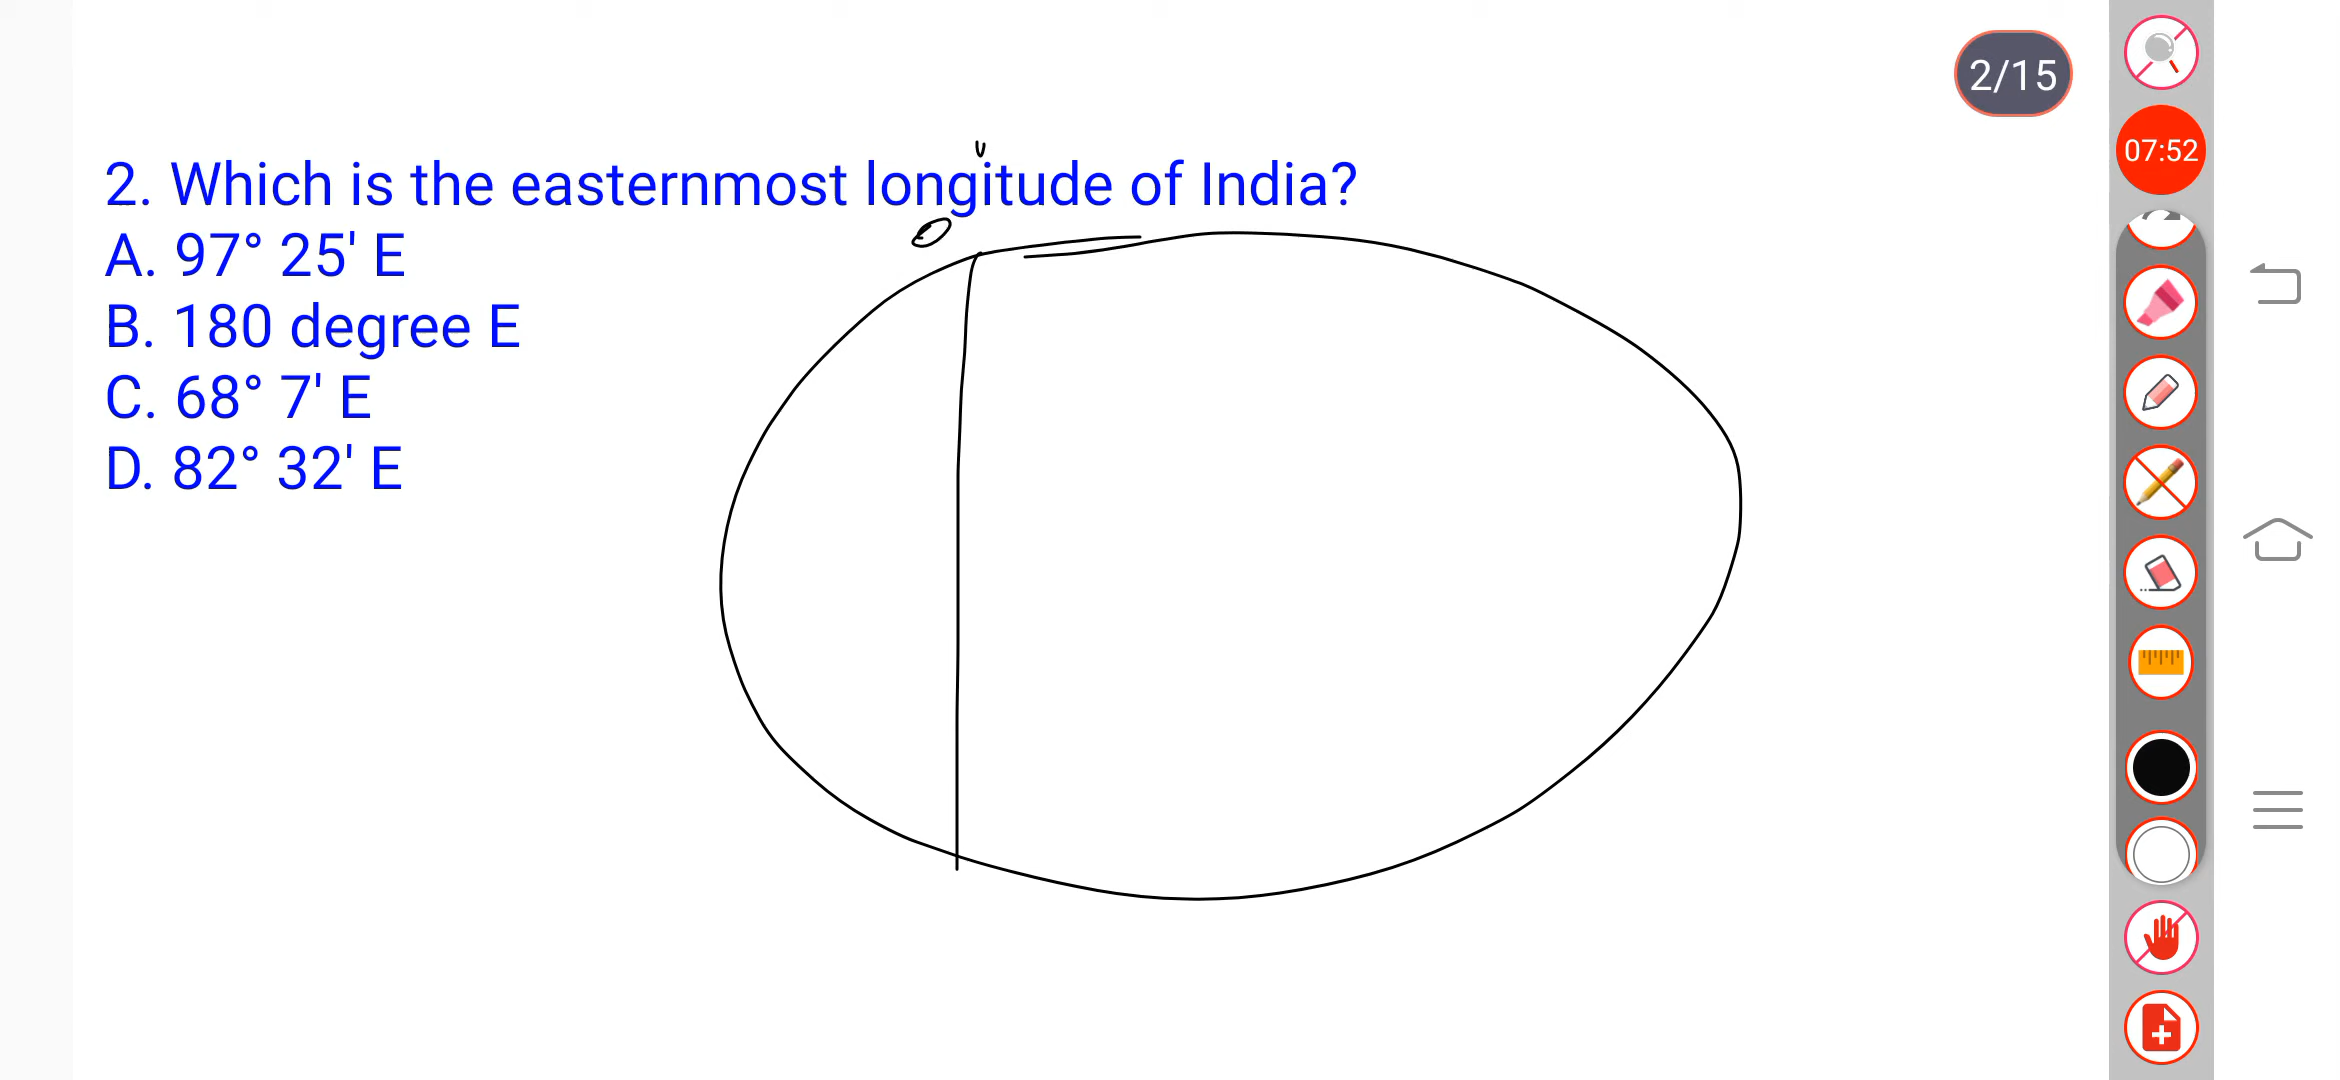 2/15
07:52
2. Which is the easternmost longitude of India?
A. 97° 25' E
B. 180 degree E
C. 68° 7' E
D. 82° 32' E